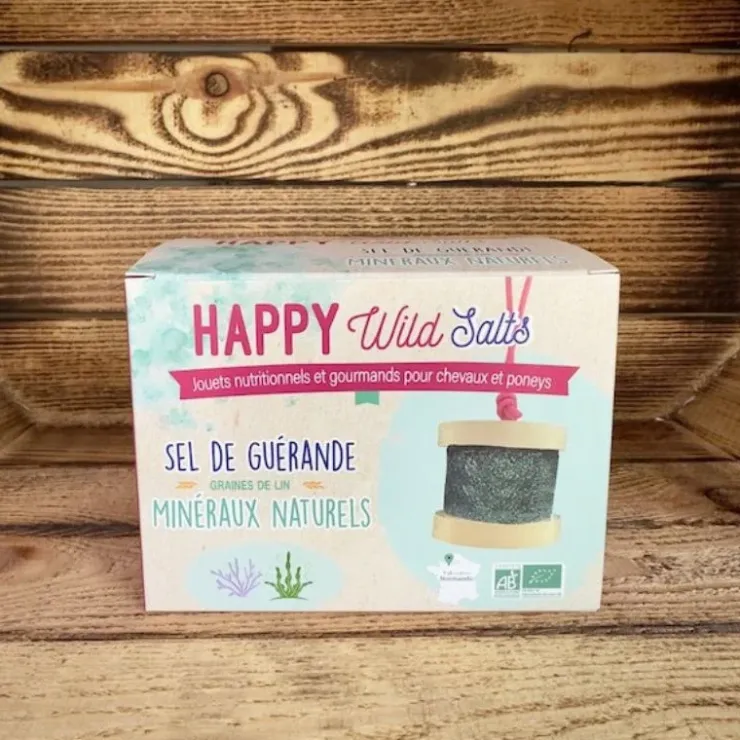 SEL DE GUÉRANDE
MINÉRAUX NATURELS
HAPPY Wild Salts
Jouets nutritionnels et gourmands pour chevaux et poneys
SEL DE GUÉRANDE
GRAINES DE LIN
MINÉRAUX NATURELS
AB